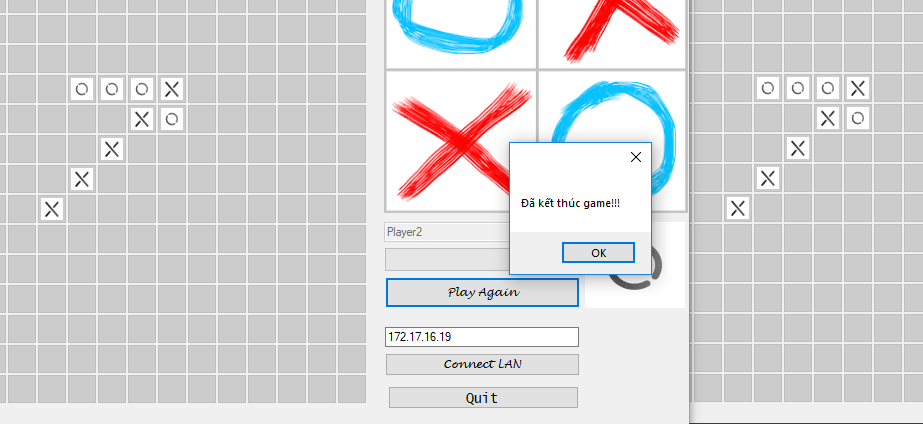 Đã kết thúc game!!!
OK
Player2
Play Again
172.17.16.19
Connect LAN
Quit